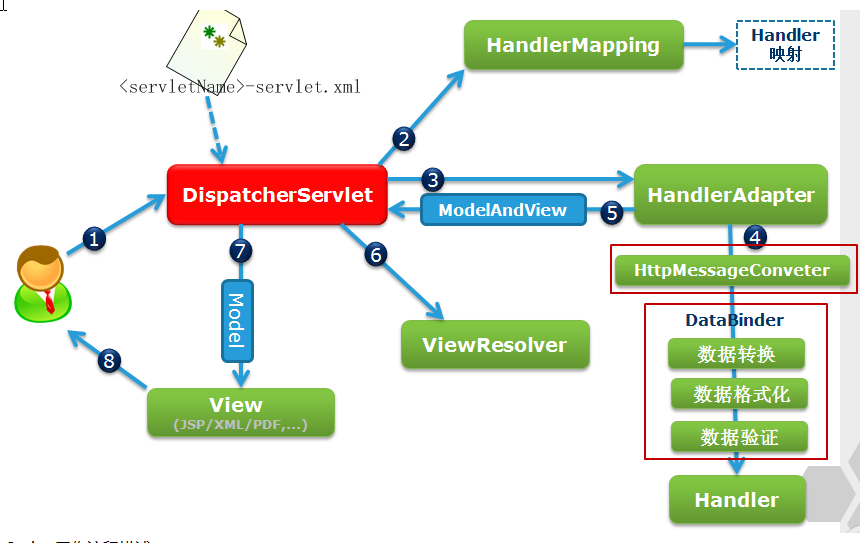 <servletName>-servlet.xml
HandlerMapping
Handler
映射
2
DispatcherServlet
3
HandlerAdapter
ModelAndView
5
1
7
6
4
HttpMessageConveter
Model
DataBinder
数据转换
数据格式化
数据验证
ViewResolver
8
View
(JSP/XML/PDF,...)
Handler